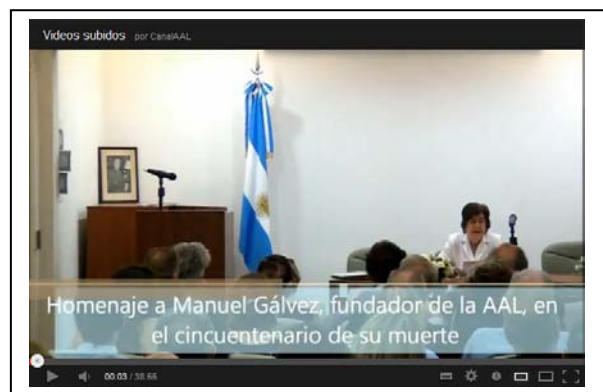 Videos subidos por CanalAAL
Homenaje a Manuel Gálvez, fundador de la AAL, en
el cincuentenario de su muerte
00:03 / 38:55